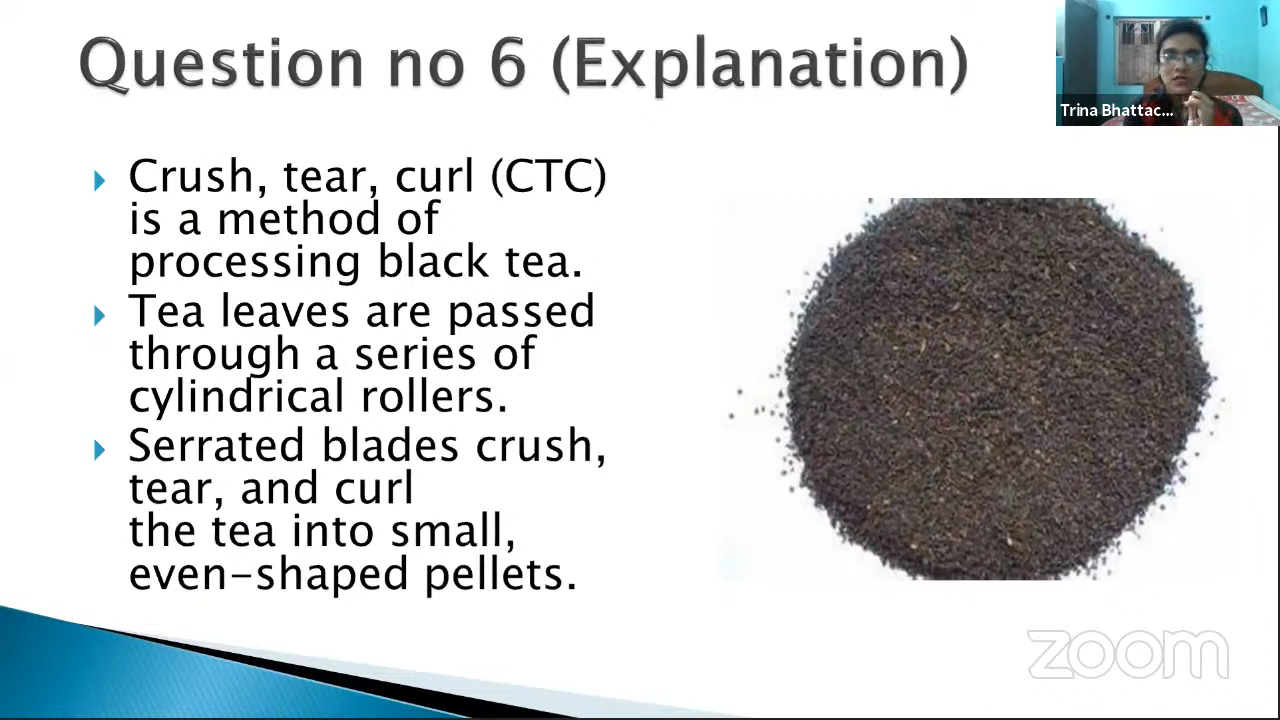 Question no 6 (Explanation)
Trina Bhattac...
Crush, tear, curl (CTC)
is a method of
processing black tea.
Tea leaves are passed
through a series of
cylindrical rollers.
Serrated blades crush,
tear, and curl
the tea into small,
even-shaped pellets.
zoom